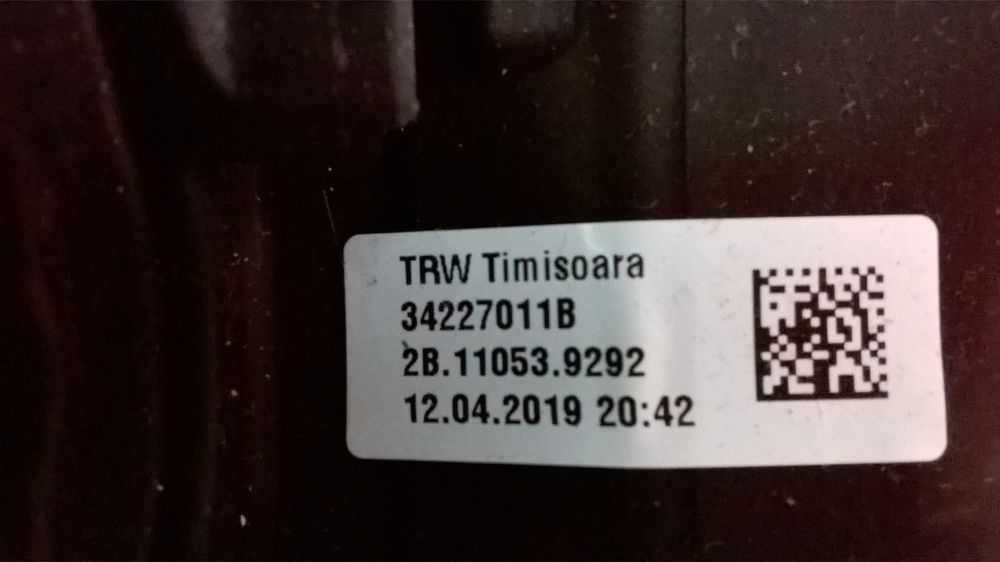 TRW Timisoara
34227011B
2B.11053.9292
12.04.2019 20:42